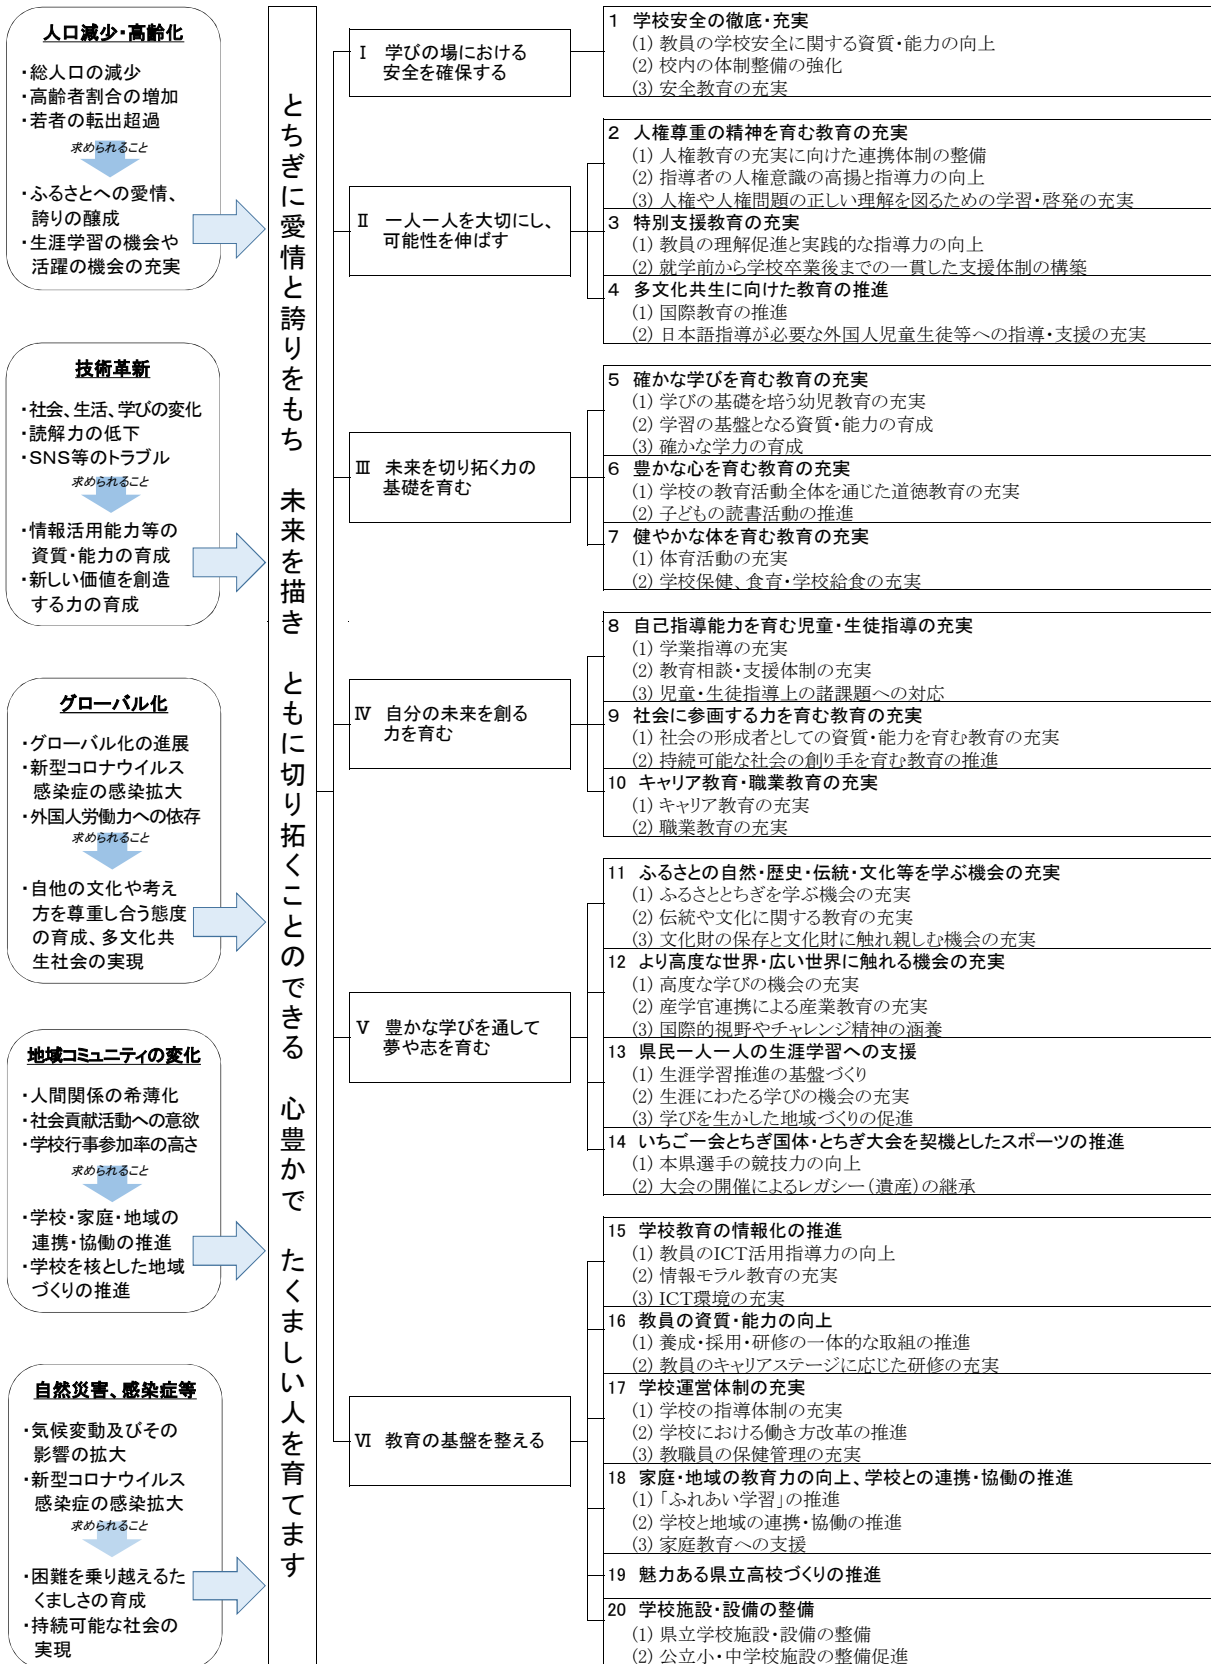 人口減少・高齢化
・総人口の減少
・高齢者割合の増加
・若者の転出超過
求められること
・ふるさとへの愛情、
誇りの醸成
・生涯学習の機会や
活躍の機会の充実
技術革新
・社会、生活、学びの変化
・読解力の低下
・SNS等のトラブル
求められること
・情報活用能力等の
資質・能力の育成
・新しい価値を創造
する力の育成
グローバル化
・グローバル化の進展
・新型コロナウイルス
感染症の感染拡大
・外国人労働力への依存
求められること
・自他の文化や考え
方を尊重し合う態度
の育成、多文化共
生社会の実現
地域コミュニティの変化
・人間関係の希薄化
・社会貢献活動への意欲
・学校行事参加率の高さ
求められること
・学校・家庭・地域の
連携・協働の推進
・学校を核とした地域
づくりの推進
自然災害、感染症等
・気候変動及びその
影響の拡大
・新型コロナウイルス
感染症の感染拡大
求められること
・困難を乗り越えるた
くましさの育成
・持続可能な社会の
実現
とちぎに愛情と誇りをもち　未来を描き　ともに切り拓くことのできる　心豊かで　たくましい人を育てます
Ⅰ 学びの場における
安全を確保する
1 学校安全の徹底・充実
(1) 教員の学校安全に関する資質・能力の向上
(2) 校内の体制整備の強化
(3) 安全教育の充実
Ⅱ 一人一人を大切にし、
可能性を伸ばす
2 人権尊重の精神を育む教育の充実
(1) 人権教育の充実に向けた連携体制の整備
(2) 指導者の人権意識の高揚と指導力の向上
(3) 人権や人権問題の正しい理解を図るための学習・啓発の充実
3 特別支援教育の充実
(1) 教員の理解促進と実践的な指導力の向上
(2) 就学前から学校卒業後までの一貫した支援体制の構築
4 多文化共生に向けた教育の推進
(1) 国際教育の推進
(2) 日本語指導が必要な外国人児童生徒等への指導・支援の充実
Ⅲ 未来を切り拓く力の
基礎を育む
5 確かな学びを育む教育の充実
(1) 学びの基礎を培う幼児教育の充実
(2) 学習の基盤となる資質・能力の育成
(3) 確かな学力の育成
6 豊かな心を育む教育の充実
(1) 学校の教育活動全体を通じた道徳教育の充実
(2) 子どもの読書活動の推進
7 健やかな体を育む教育の充実
(1) 体育活動の充実
(2) 学校保健、食育・学校給食の充実
Ⅳ 自分の未来を創る
力を育む
8 自己指導能力を育む児童・生徒指導の充実
(1) 学業指導の充実
(2) 教育相談・支援体制の充実
(3) 児童・生徒指導上の諸課題への対応
9 社会に参画する力を育む教育の充実
(1) 社会の形成者としての資質・能力を育む教育の充実
(2) 持続可能な社会の創り手を育む教育の推進
10 キャリア教育・職業教育の充実
(1) キャリア教育の充実
(2) 職業教育の充実
Ⅴ 豊かな学びを通して
夢や志を育む
11 ふるさとの自然・歴史・伝統・文化等を学ぶ機会の充実
(1) ふるさととちぎを学ぶ機会の充実
(2) 伝統や文化に関する教育の充実
(3) 文化財の保存と文化財に触れ親しむ機会の充実
12 より高度な世界・広い世界に触れる機会の充実
(1) 高度な学びの機会の充実
(2) 産学官連携による産業教育の充実
(3) 国際的視野やチャレンジ精神の涵養
13 県民一人一人の生涯学習への支援
(1) 生涯学習推進の基盤づくり
(2) 生涯にわたる学びの機会の充実
(3) 学びを生かした地域づくりの促進
14 いちご一会とちぎ国体・とちぎ大会を契機としたスポーツの推進
(1) 本県選手の競技力の向上
(2) 大会の開催によるレガシー(遺産)の継承
Ⅵ 教育の基盤を整える
15 学校教育の情報化の推進
(1) 教員のICT活用指導力の向上
(2) 情報モラル教育の充実
(3) ICT環境の充実
16 教員の資質・能力の向上
(1) 養成・採用・研修の一体的な取組の推進
(2) 教員のキャリアステージに応じた研修の充実
17 学校運営体制の充実
(1) 学校の指導体制の充実
(2) 学校における働き方改革の推進
(3) 教職員の保健管理の充実
18 家庭・地域の教育力の向上、学校との連携・協働の推進
(1) 「ふれあい学習」の推進
(2) 学校と地域の連携・協働の推進
(3) 家庭教育への支援
19 魅力ある県立高校づくりの推進
20 学校施設・設備の整備
(1) 県立学校施設・設備の整備
(2) 公立小・中学校施設の整備促進